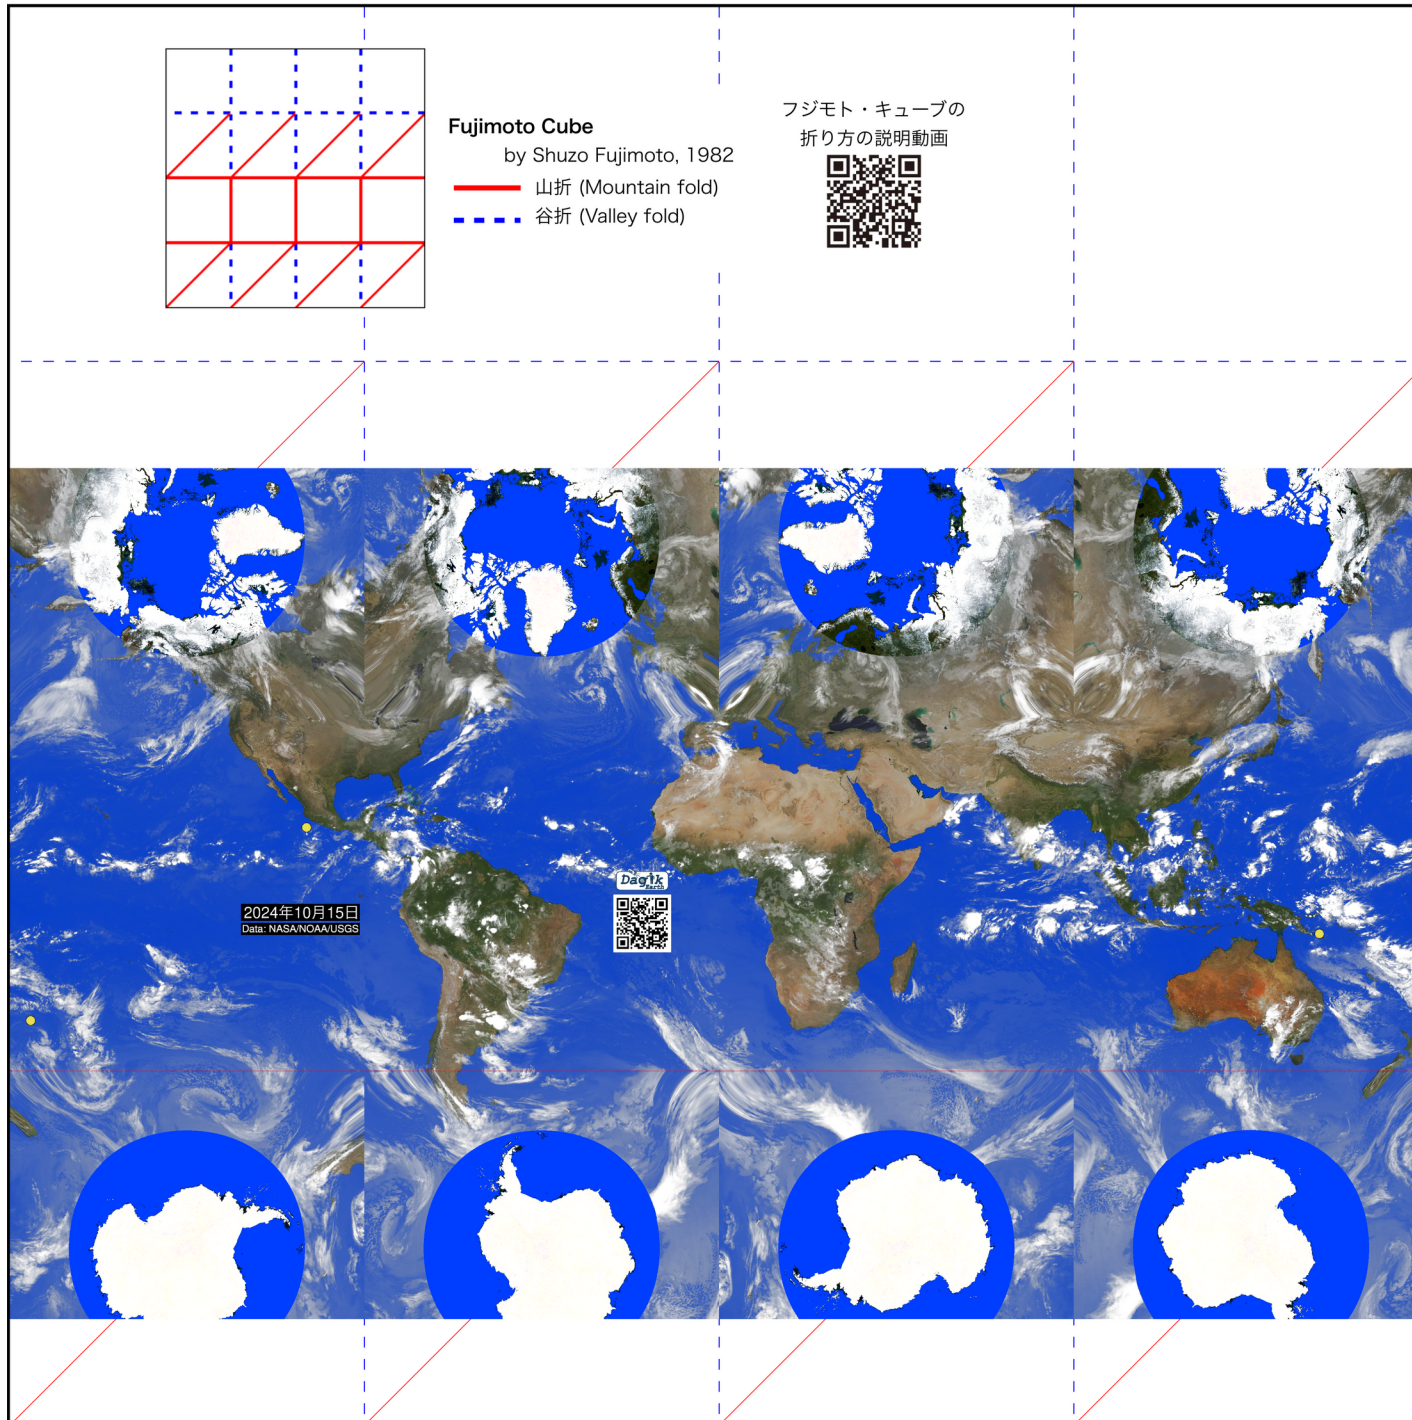 Fujimoto Cube
by Shuzo Fujimoto, 1982
山折 (Mountain fold)
谷折 (Valley fold)
フジモト・キューブの
折り方の説明動画
Dagik
Earth
2024年10月15日
Data: NASA/NOAA/USGS